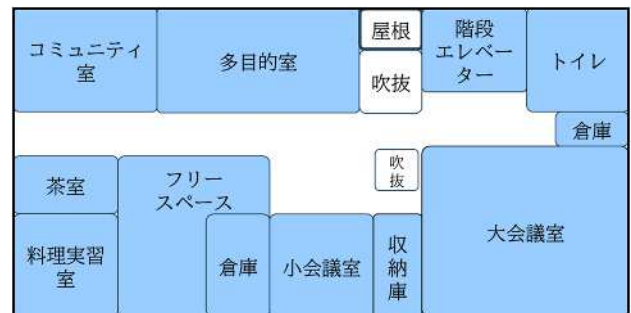 コミュニティ
室
多目的室
屋根
吹抜
階段
エレベー
ター
トイレ
倉庫
茶室
フリー
スペース
吹
抜
大会議室
料理実習
室
倉庫
小会議室
収
納
庫